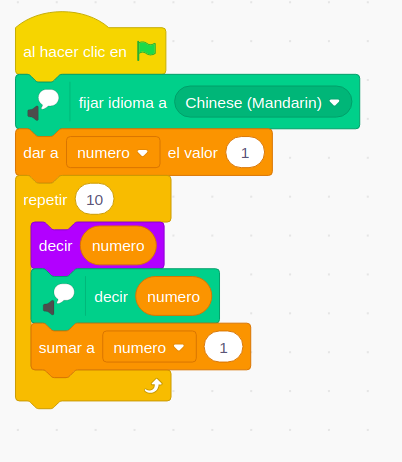 al hacer clic en
fijar idioma a Chinese (Mandarin)
dar a numero el valor 1
repetir 10
decir numero
decir numero
sumar a numero 1